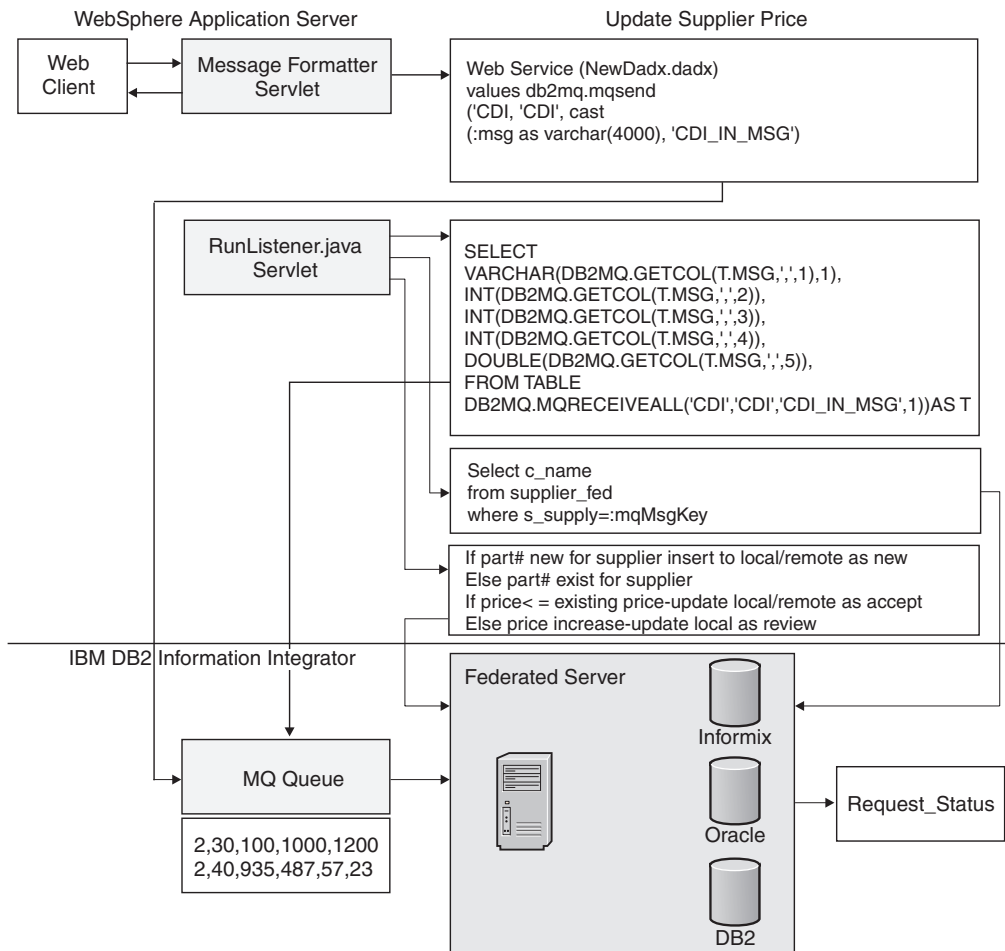 WebSphere Application Server
Update Supplier Price
Web
Client
Message Formatter
Servlet
Web Service (NewDadx.dadx)
values db2mq.mqsend
('CDI, 'CDI', cast
(:msg as varchar(4000), 'CDI_IN_MSG')
RunListener.java
Servlet
SELECT
VARCHAR(DB2MQ.GETCOL(T.MSG,',',1),1),
INT(DB2MQ.GETCOL(T.MSG,',',2)),
INT(DB2MQ.GETCOL(T.MSG,',',3)),
INT(DB2MQ.GETCOL(T.MSG,',',4)),
DOUBLE(DB2MQ.GETCOL(T.MSG,',',5)),
FROM TABLE
DB2MQ.MQRECEIVEALL('CDI','CDI','CDI_IN_MSG',1))AS T
Select c_name
from supplier_fed
where s_supply=:mqMsgKey
If part# new for supplier insert to local/remote as new
Else part# exist for supplier
If price< = existing price-update local/remote as accept
Else price increase-update local as review
IBM DB2 Information Integrator
Federated Server
Informix
MQ Queue
Oracle
Request_Status
2,30,100,1000,1200
2,40,935,487,57,23
DB2